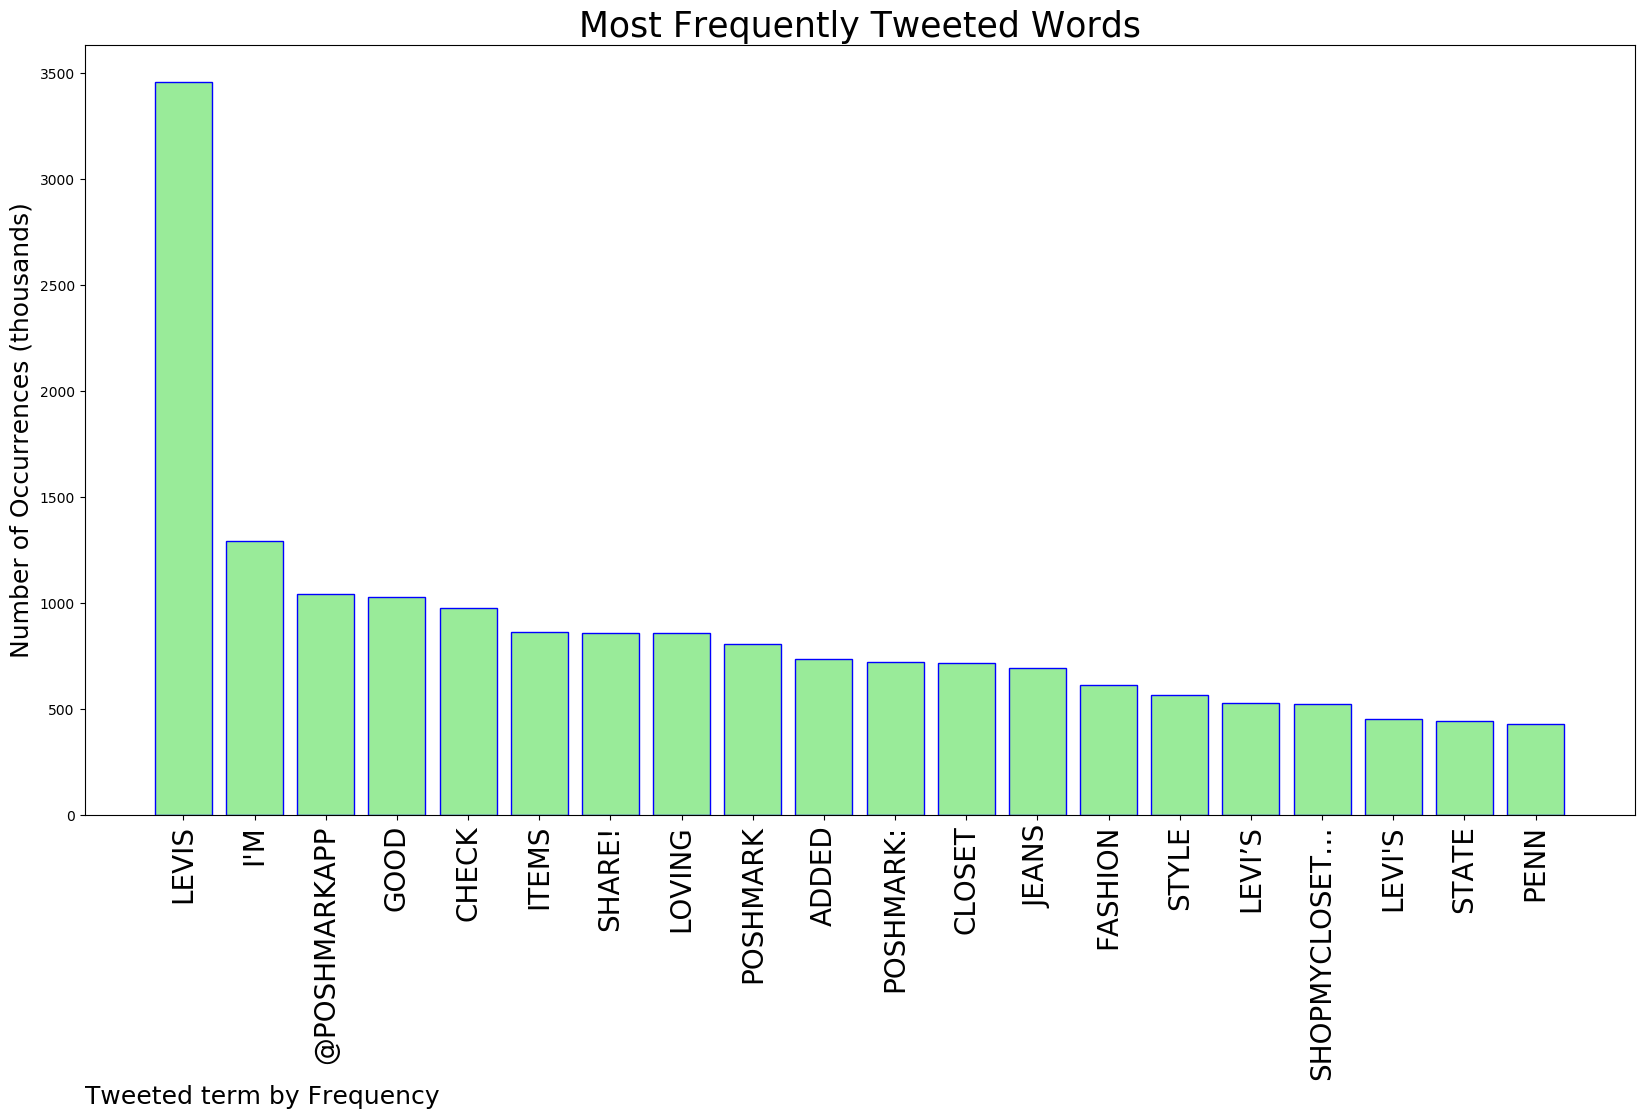 Most Frequently Tweeted Words
Number of Occurrences (thousands)
3500
3000
2500
2000
1500
1000
500
0
LEVIS
I'M
@POSHMARKAPP
GOOD
CHECK
ITEMS
SHARE!
LOVING
POSHMARK
ADDED
POSHMARK:
CLOSET
JEANS
FASHION
STYLE
LEVI’S
SHOPMYCLOSET…
LEVI'S
STATE
PENN
Tweeted term by Frequency